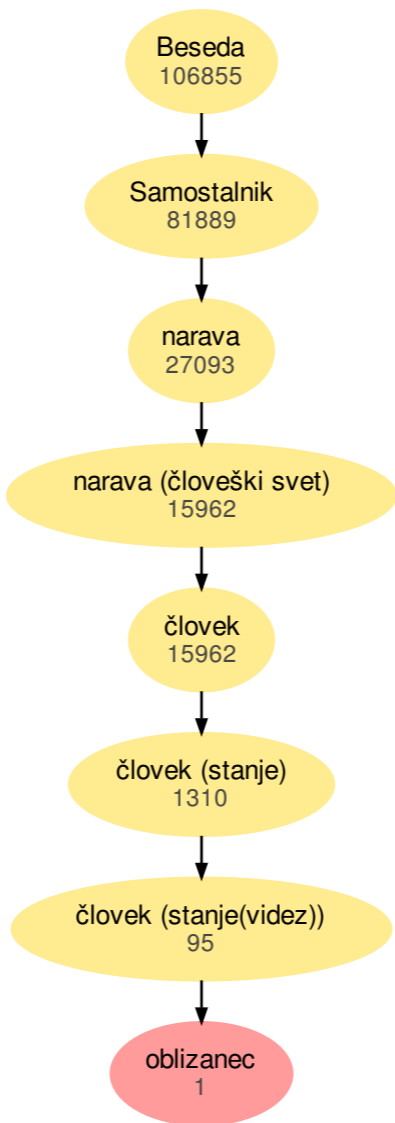 Beseda
106855
Samostalnik
81889
narava
27093
narava (človeški svet)
15962
človek
15962
človek (stanje)
1310
človek (stanje(videz))
95
oblizanec
1